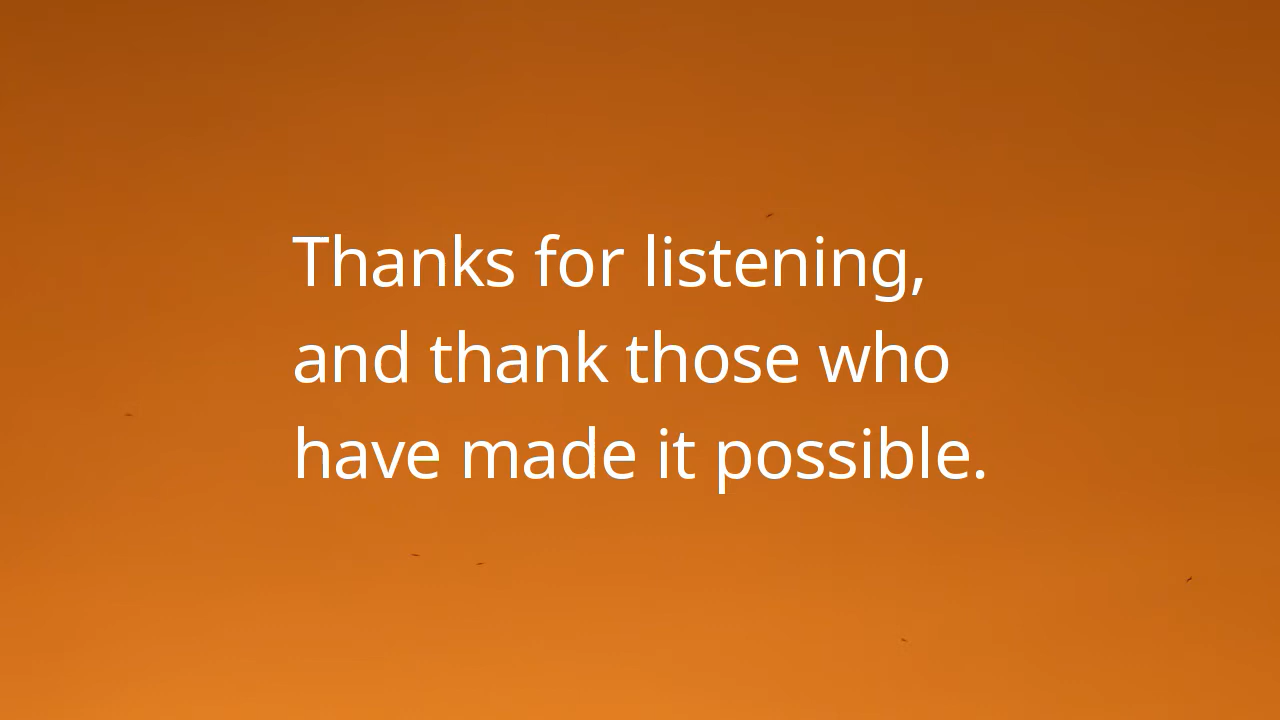 Thanks for listening,
and thank those who
have made it possible.